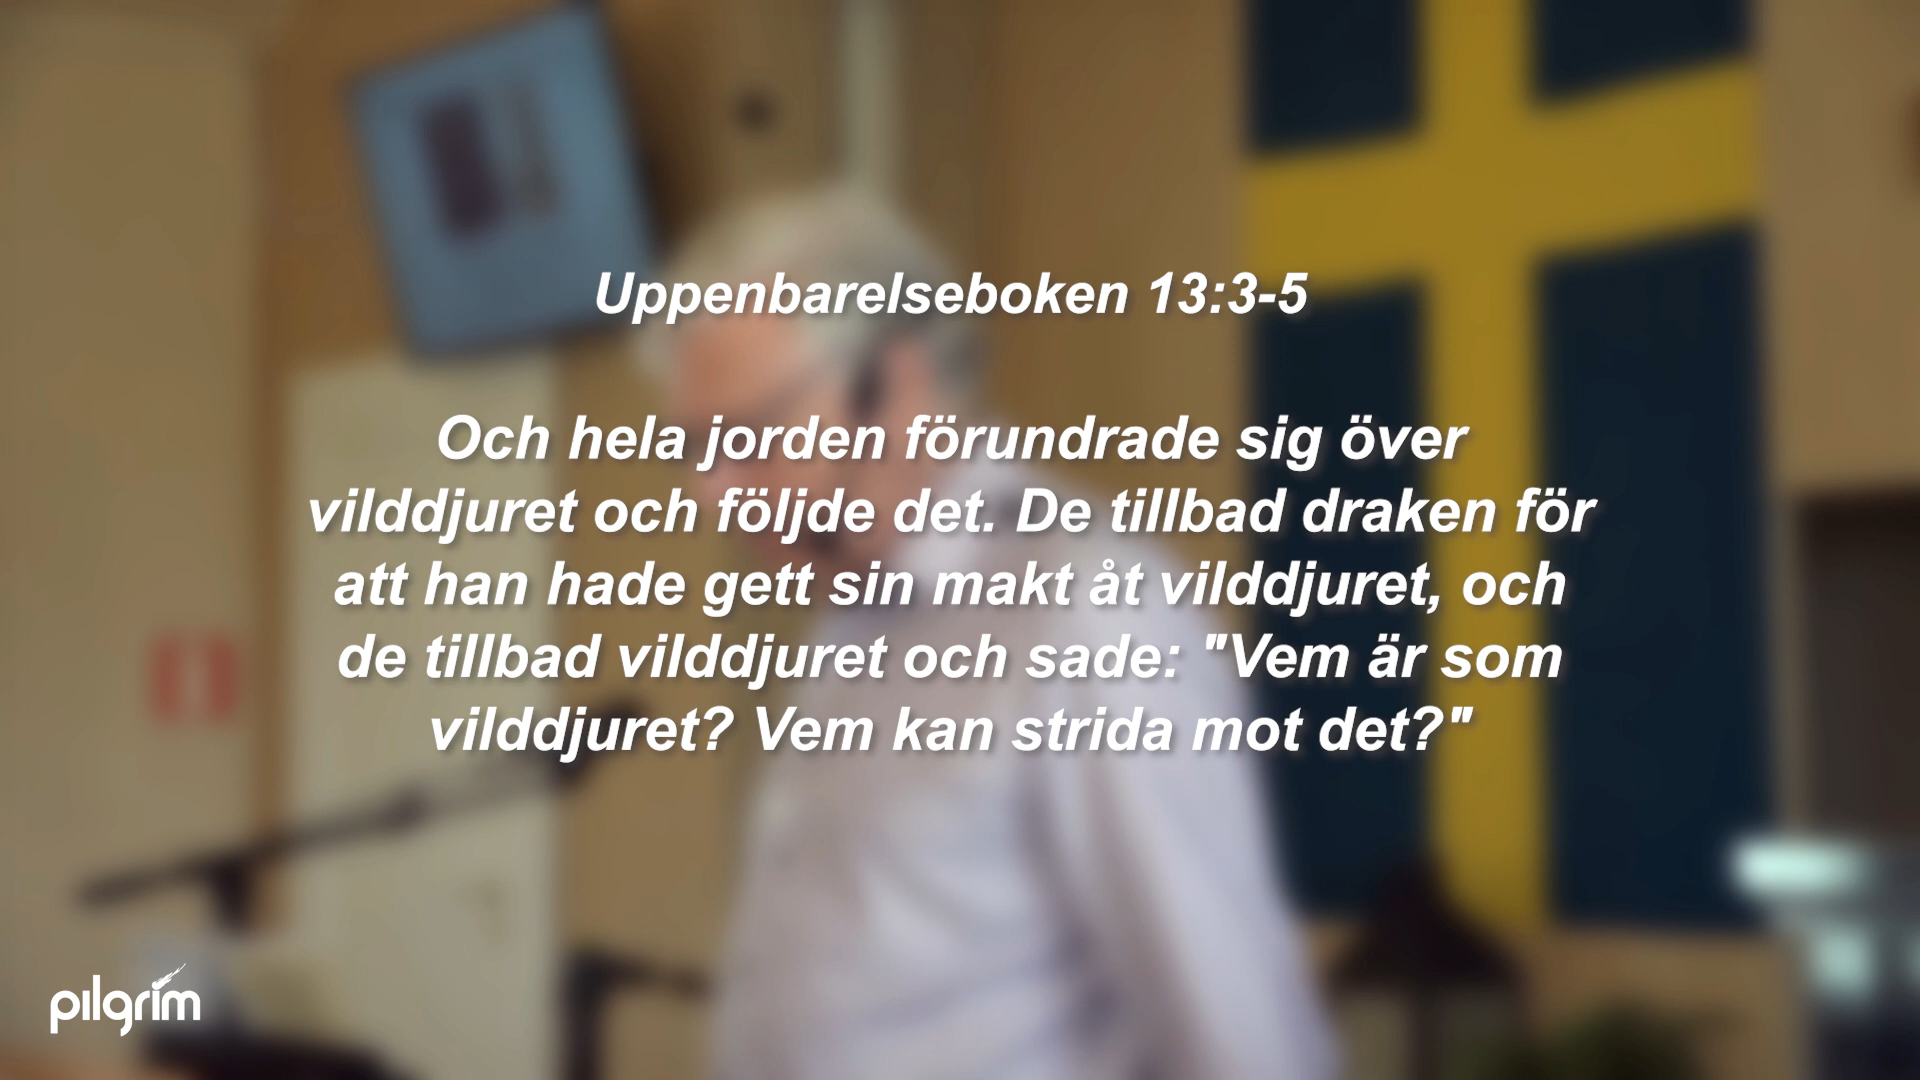 Uppenbarelseboken 13:3-5
Och hela jorden förundrade sig över
vilddjuret och följde det. De tillbad draken för
att han hade gett sin makt åt vilddjuret, och
de tillbad vilddjuret och sade: "Vem är som
vilddjuret? Vem kan strida mot det?"
pilgrim